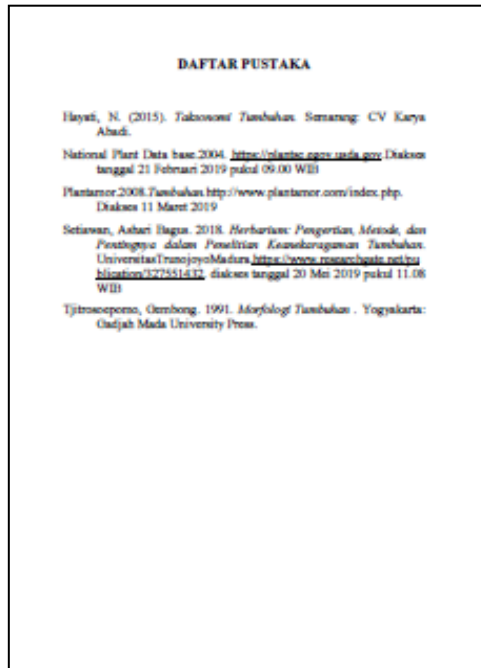 DAFTAR PUSTAKA
Hayati, N. (2015). Taksonomi Tumbuhan. Semarang: CV Karya
Abadi.
National Plant Data base.2004. https://plantsc.egov.usda.gov.Diakses
tanggal 21 Februari 2019 pukul 09.00 WIB
Plantamor.2008.Tumbuhan.http://www.plantamor.com/index.php.
Diakses 11 Maret 2019
Setiawan, Ashari Bagus. 2018. Herbarium: Pengertian, Metode, dan
Pentingnya dalam Penelitian Keanekaragaman Tumbuhan.
UniversitasTrunojoyoMadura.https://www.researchgate.net/pu
blication/327551432. diakses tanggal 20 Mei 2019 pukul 11.08
WIB
Tjitrosoepomo, Gembong. 1991. Morfologi Tumbuhan . Yogyakarta:
Gadjah Mada University Press.